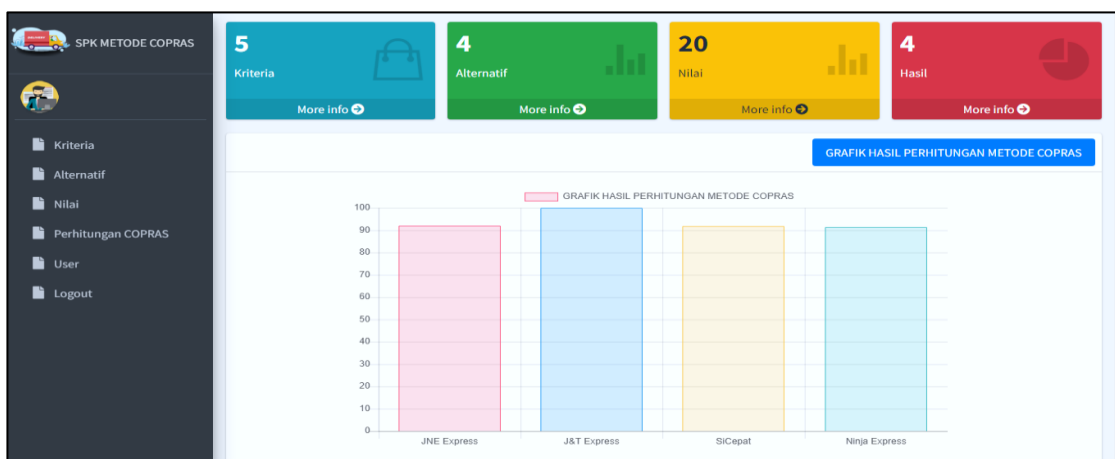 SPK METODE COPRAS
Kriteria
Alternatif
Nilai
Perhitungan COPRAS
User
Logout
5
Kriteria
More info
4
Alternatif
More info
20
Nilai
More info
4
Hasil
More info
GRAFIK HASIL PERHITUNGAN METODE COPRAS
GRAFIK HASIL PERHITUNGAN METODE COPRAS
100
90
80
70
60
50
40
30
20
10
0
JNE Express
J&T Express
SiCepat
Ninja Express